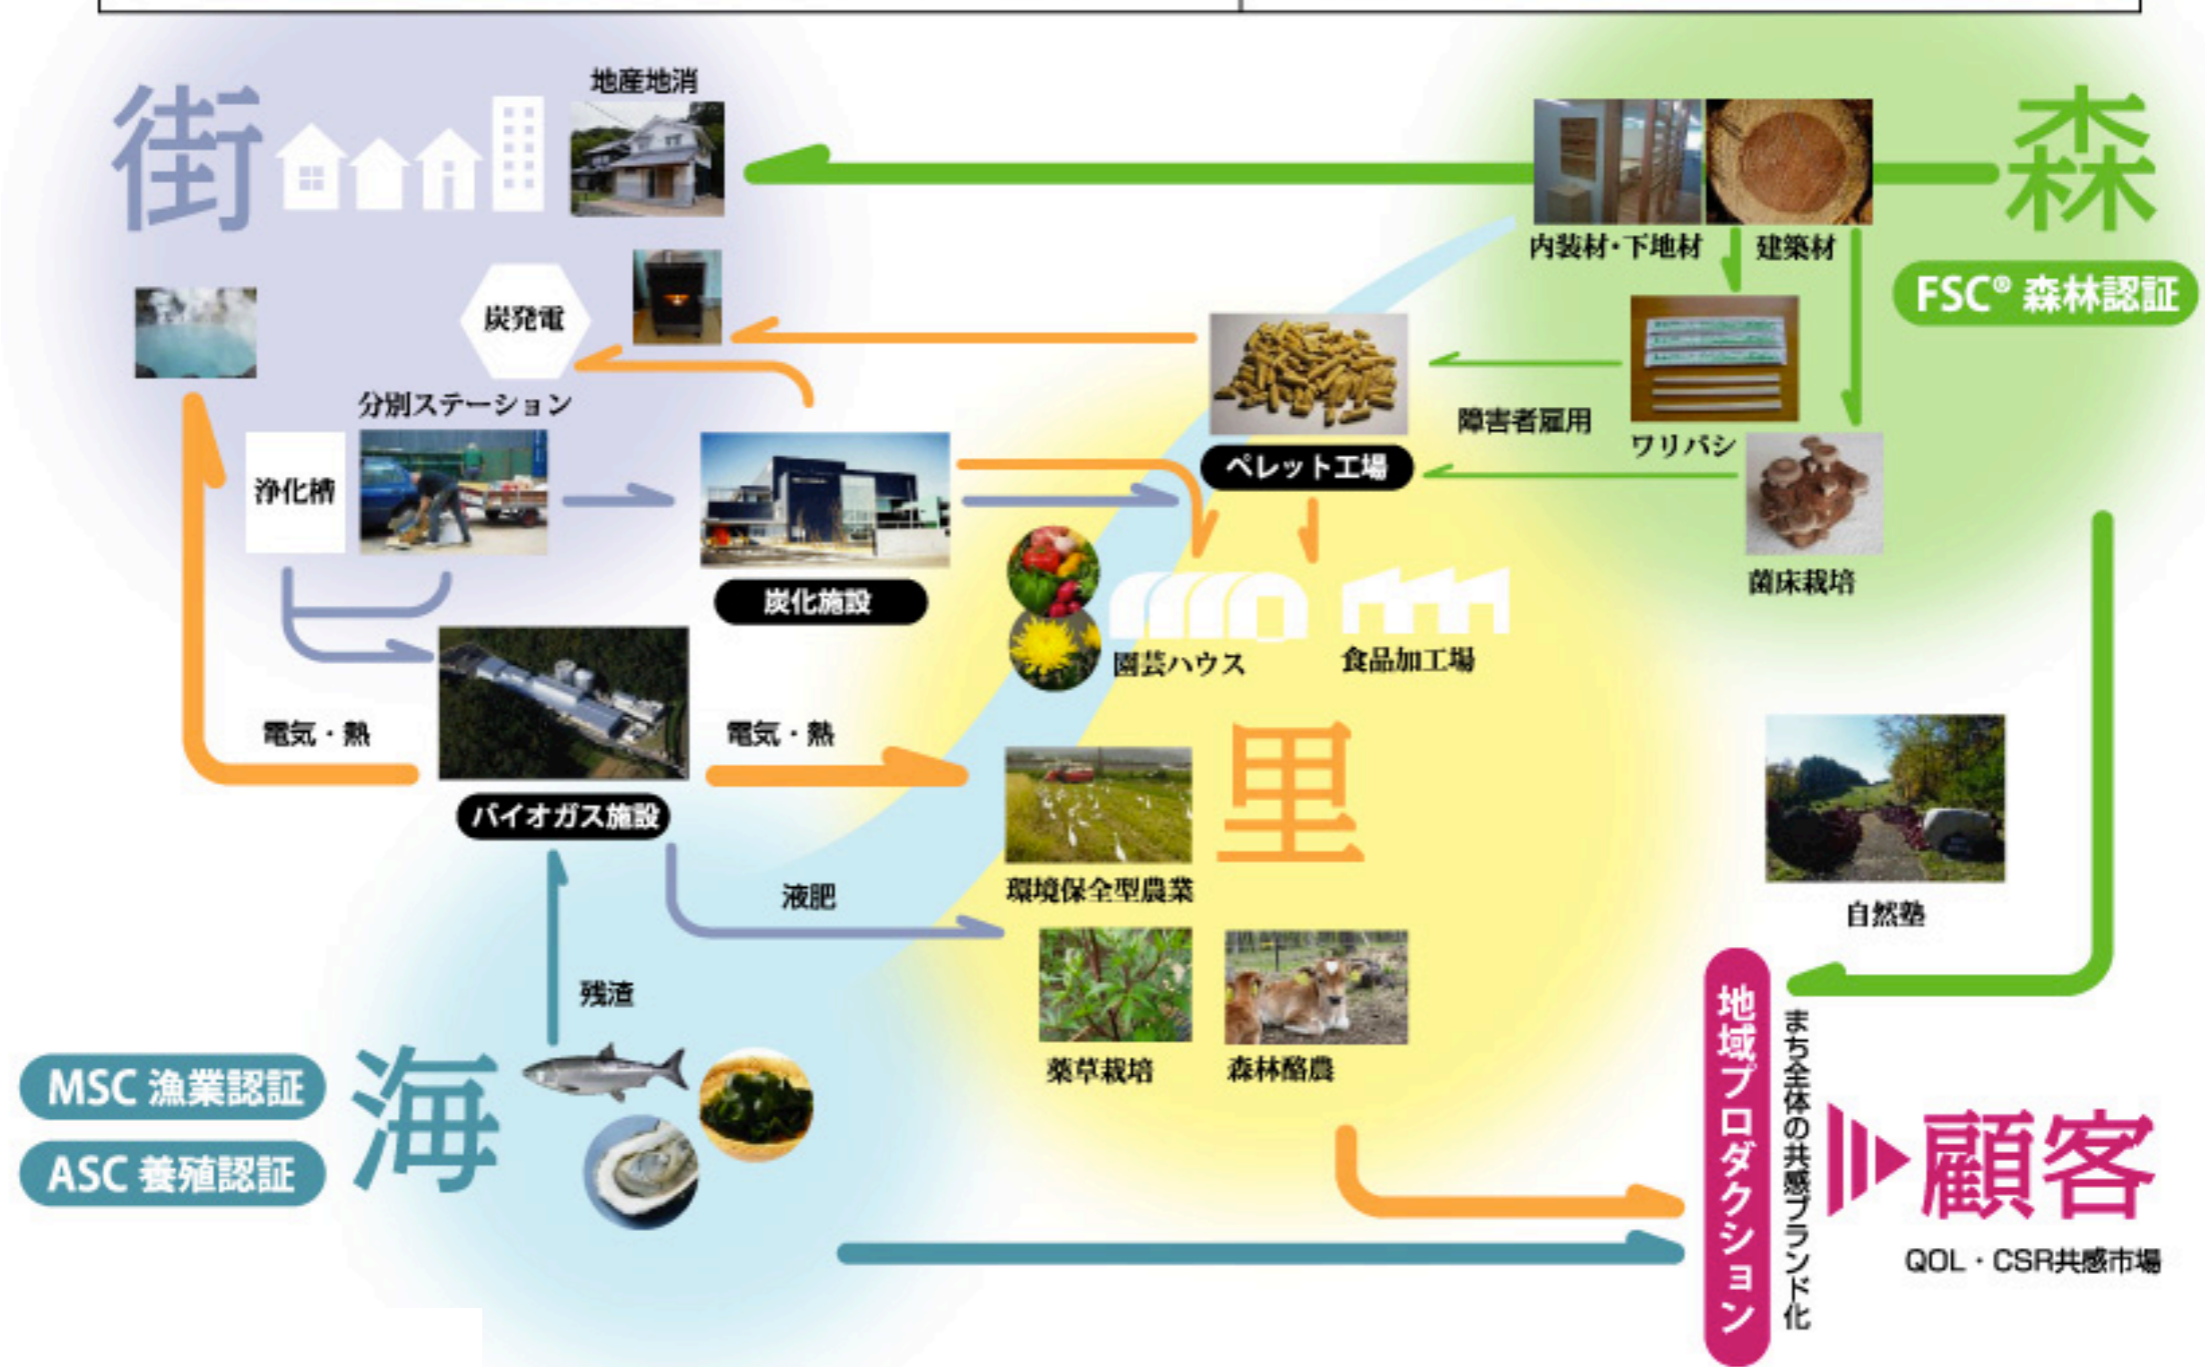 街
地産地消
森
内装材・下地材
建築材
FSC® 森林認証
炭発電
分別ステーション
浄化槽
障害者雇用
ワリバシ
ペレット工場
菌床栽培
炭化施設
園芸ハウス
食品加工場
電気・熱
電気・熱
里
バイオガス施設
環境保全型農業
液肥
自然塾
残渣
薬草栽培
森林酪農
MSC 漁業認証
ASC 養殖認証
海
地域プロダクション
まち全体の共感ブランド化
顧客
QOL・CSR共感市場